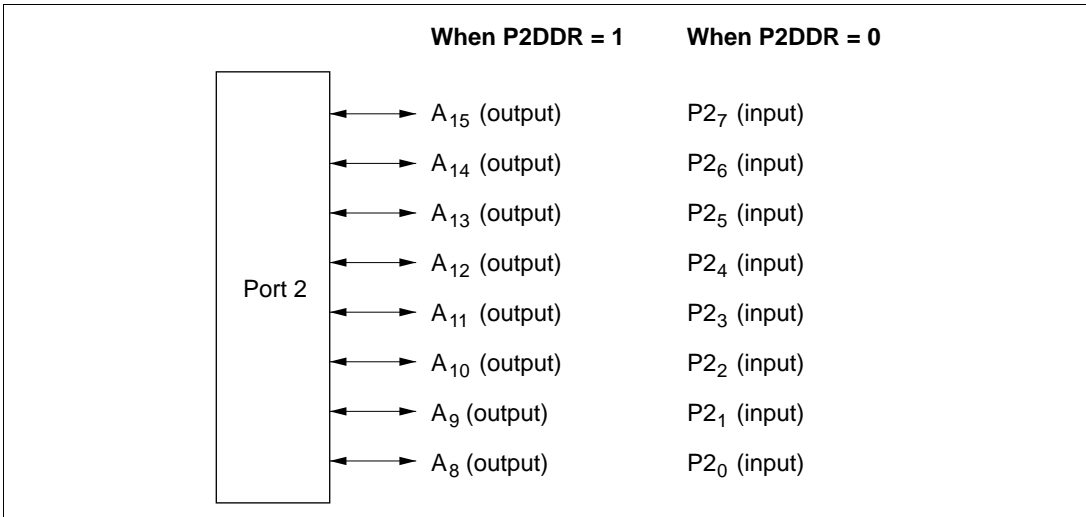 When P2DDR = 1 When P2DDR = 0
A15 (output) P27 (input)
A14 (output) P26 (input)
A13 (output) P25 (input)
A12 (output) P24 (input)
Port 2
A11 (output) P23 (input)
A10 (output) P22 (input)
A9 (output) P21 (input)
A8 (output) P20 (input)